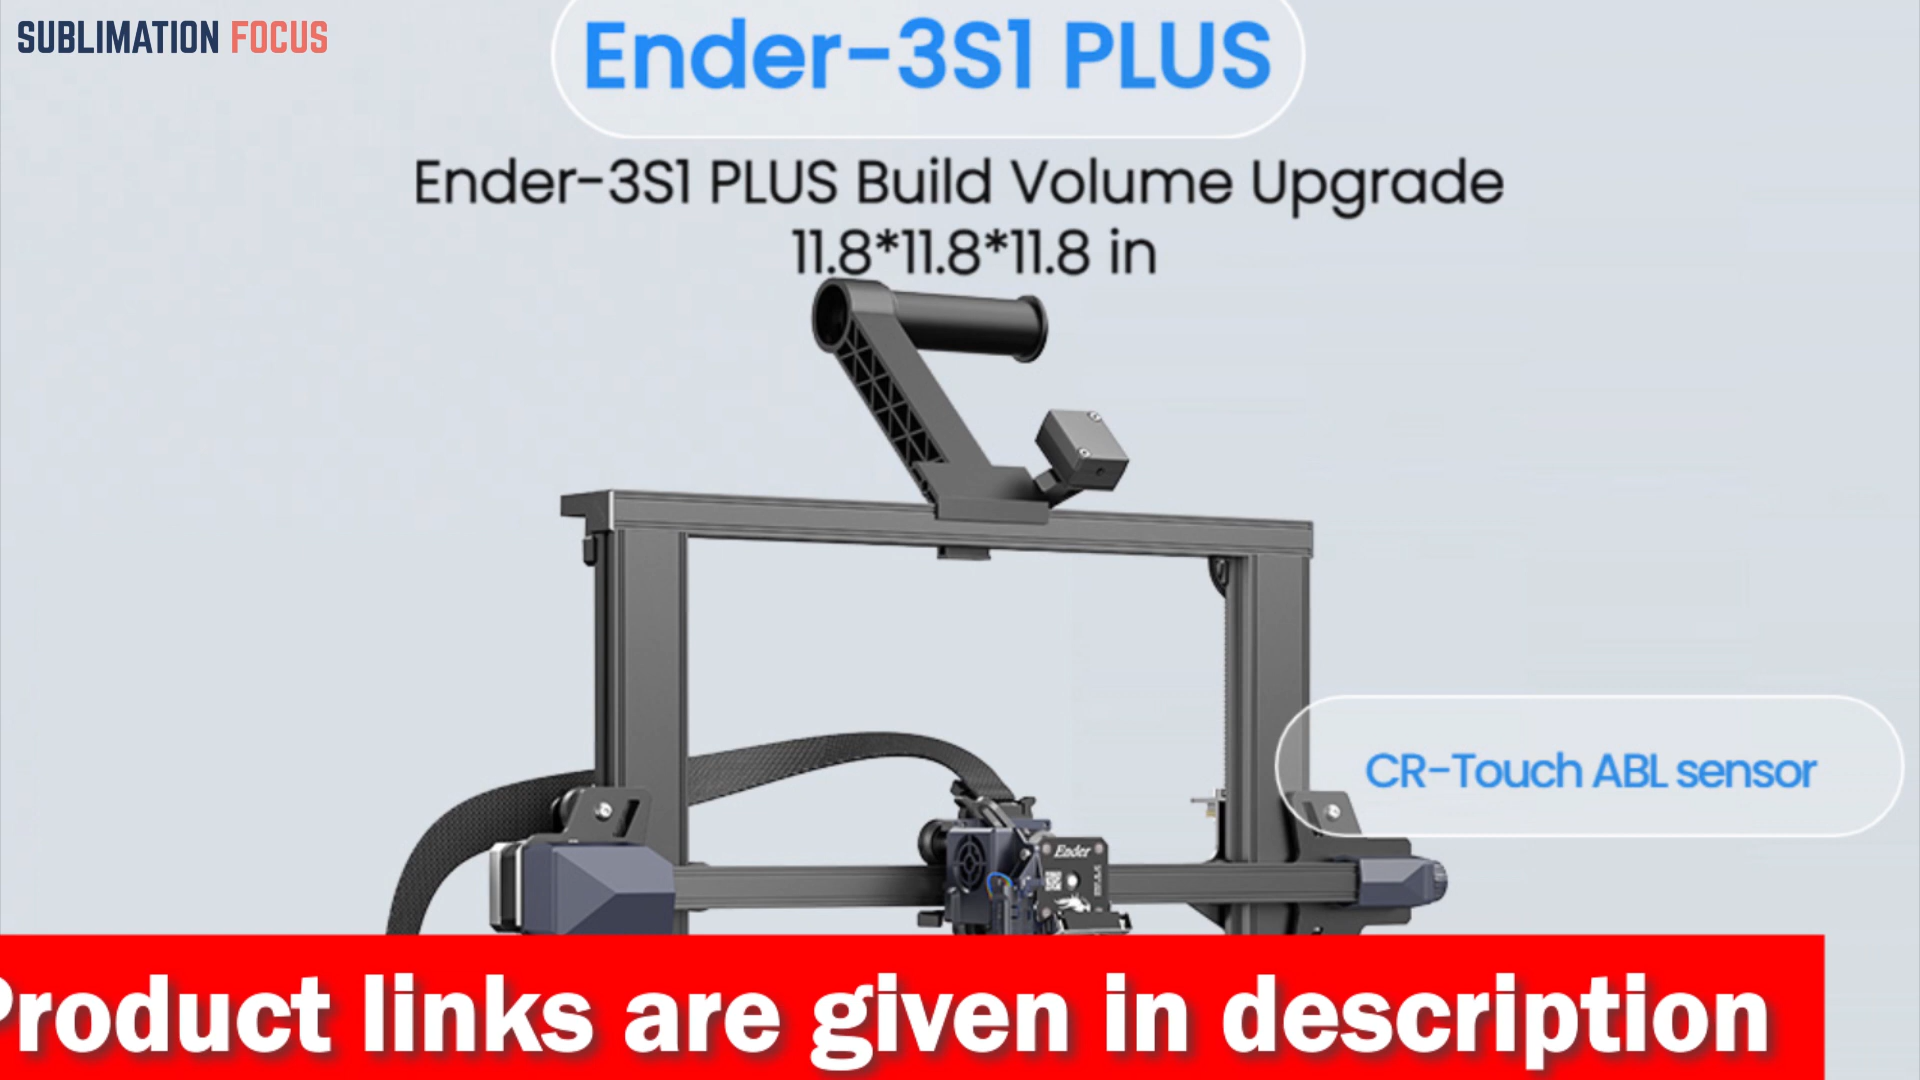 SUBLIMATION FOCUS
Ender-3S1 PLUS
Ender-3S1 PLUS Build Volume Upgrade
11.8*11.8*11.8 in
CR-Touch ABL sensor
Ender
Product links are given in description